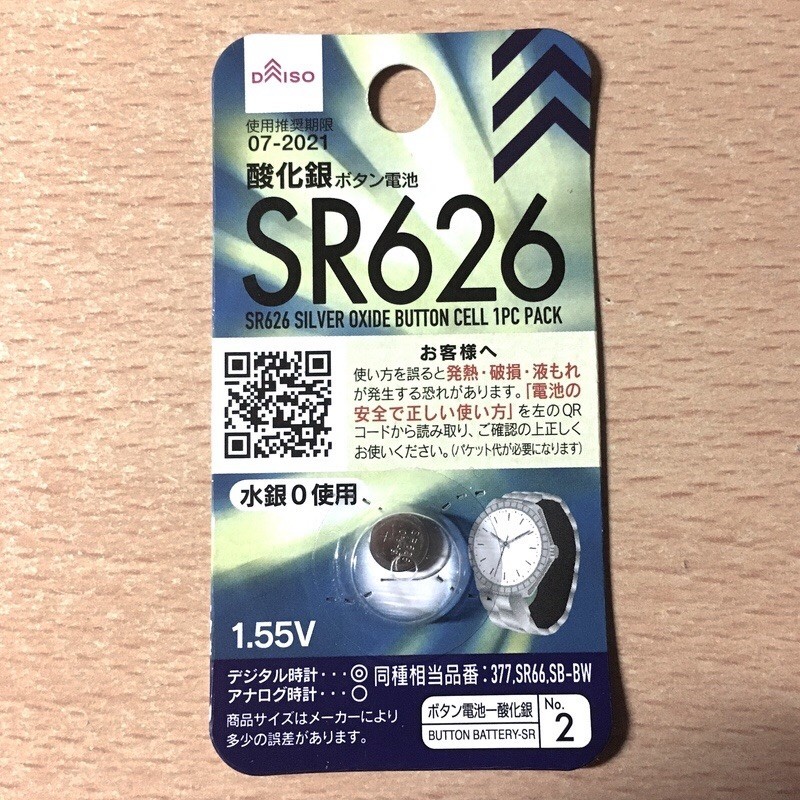 DAISO
使用推奨期限
07-2021
酸化銀ボタン電池
SR626
SR626 SILVER OXIDE BUTTON CELL 1PC PACK
お客様へ
使い方を誤ると発熱・破損・液もれ
が発生する恐れがあります。「電池の
安全で正しい使い方」を左のQR
コードから読み取り、ご確認の上正しく
お使いください。(パケット代が必要になります)
水銀0使用
1.55V
デジタル時計・・・◎
アナログ時計・・・○
同種相当品番：377,SR66,SB-BW
商品サイズはメーカーにより
多少の誤差があります。
ボタン電池ー酸化銀
BUTTON BATTERY-SR
No.
2